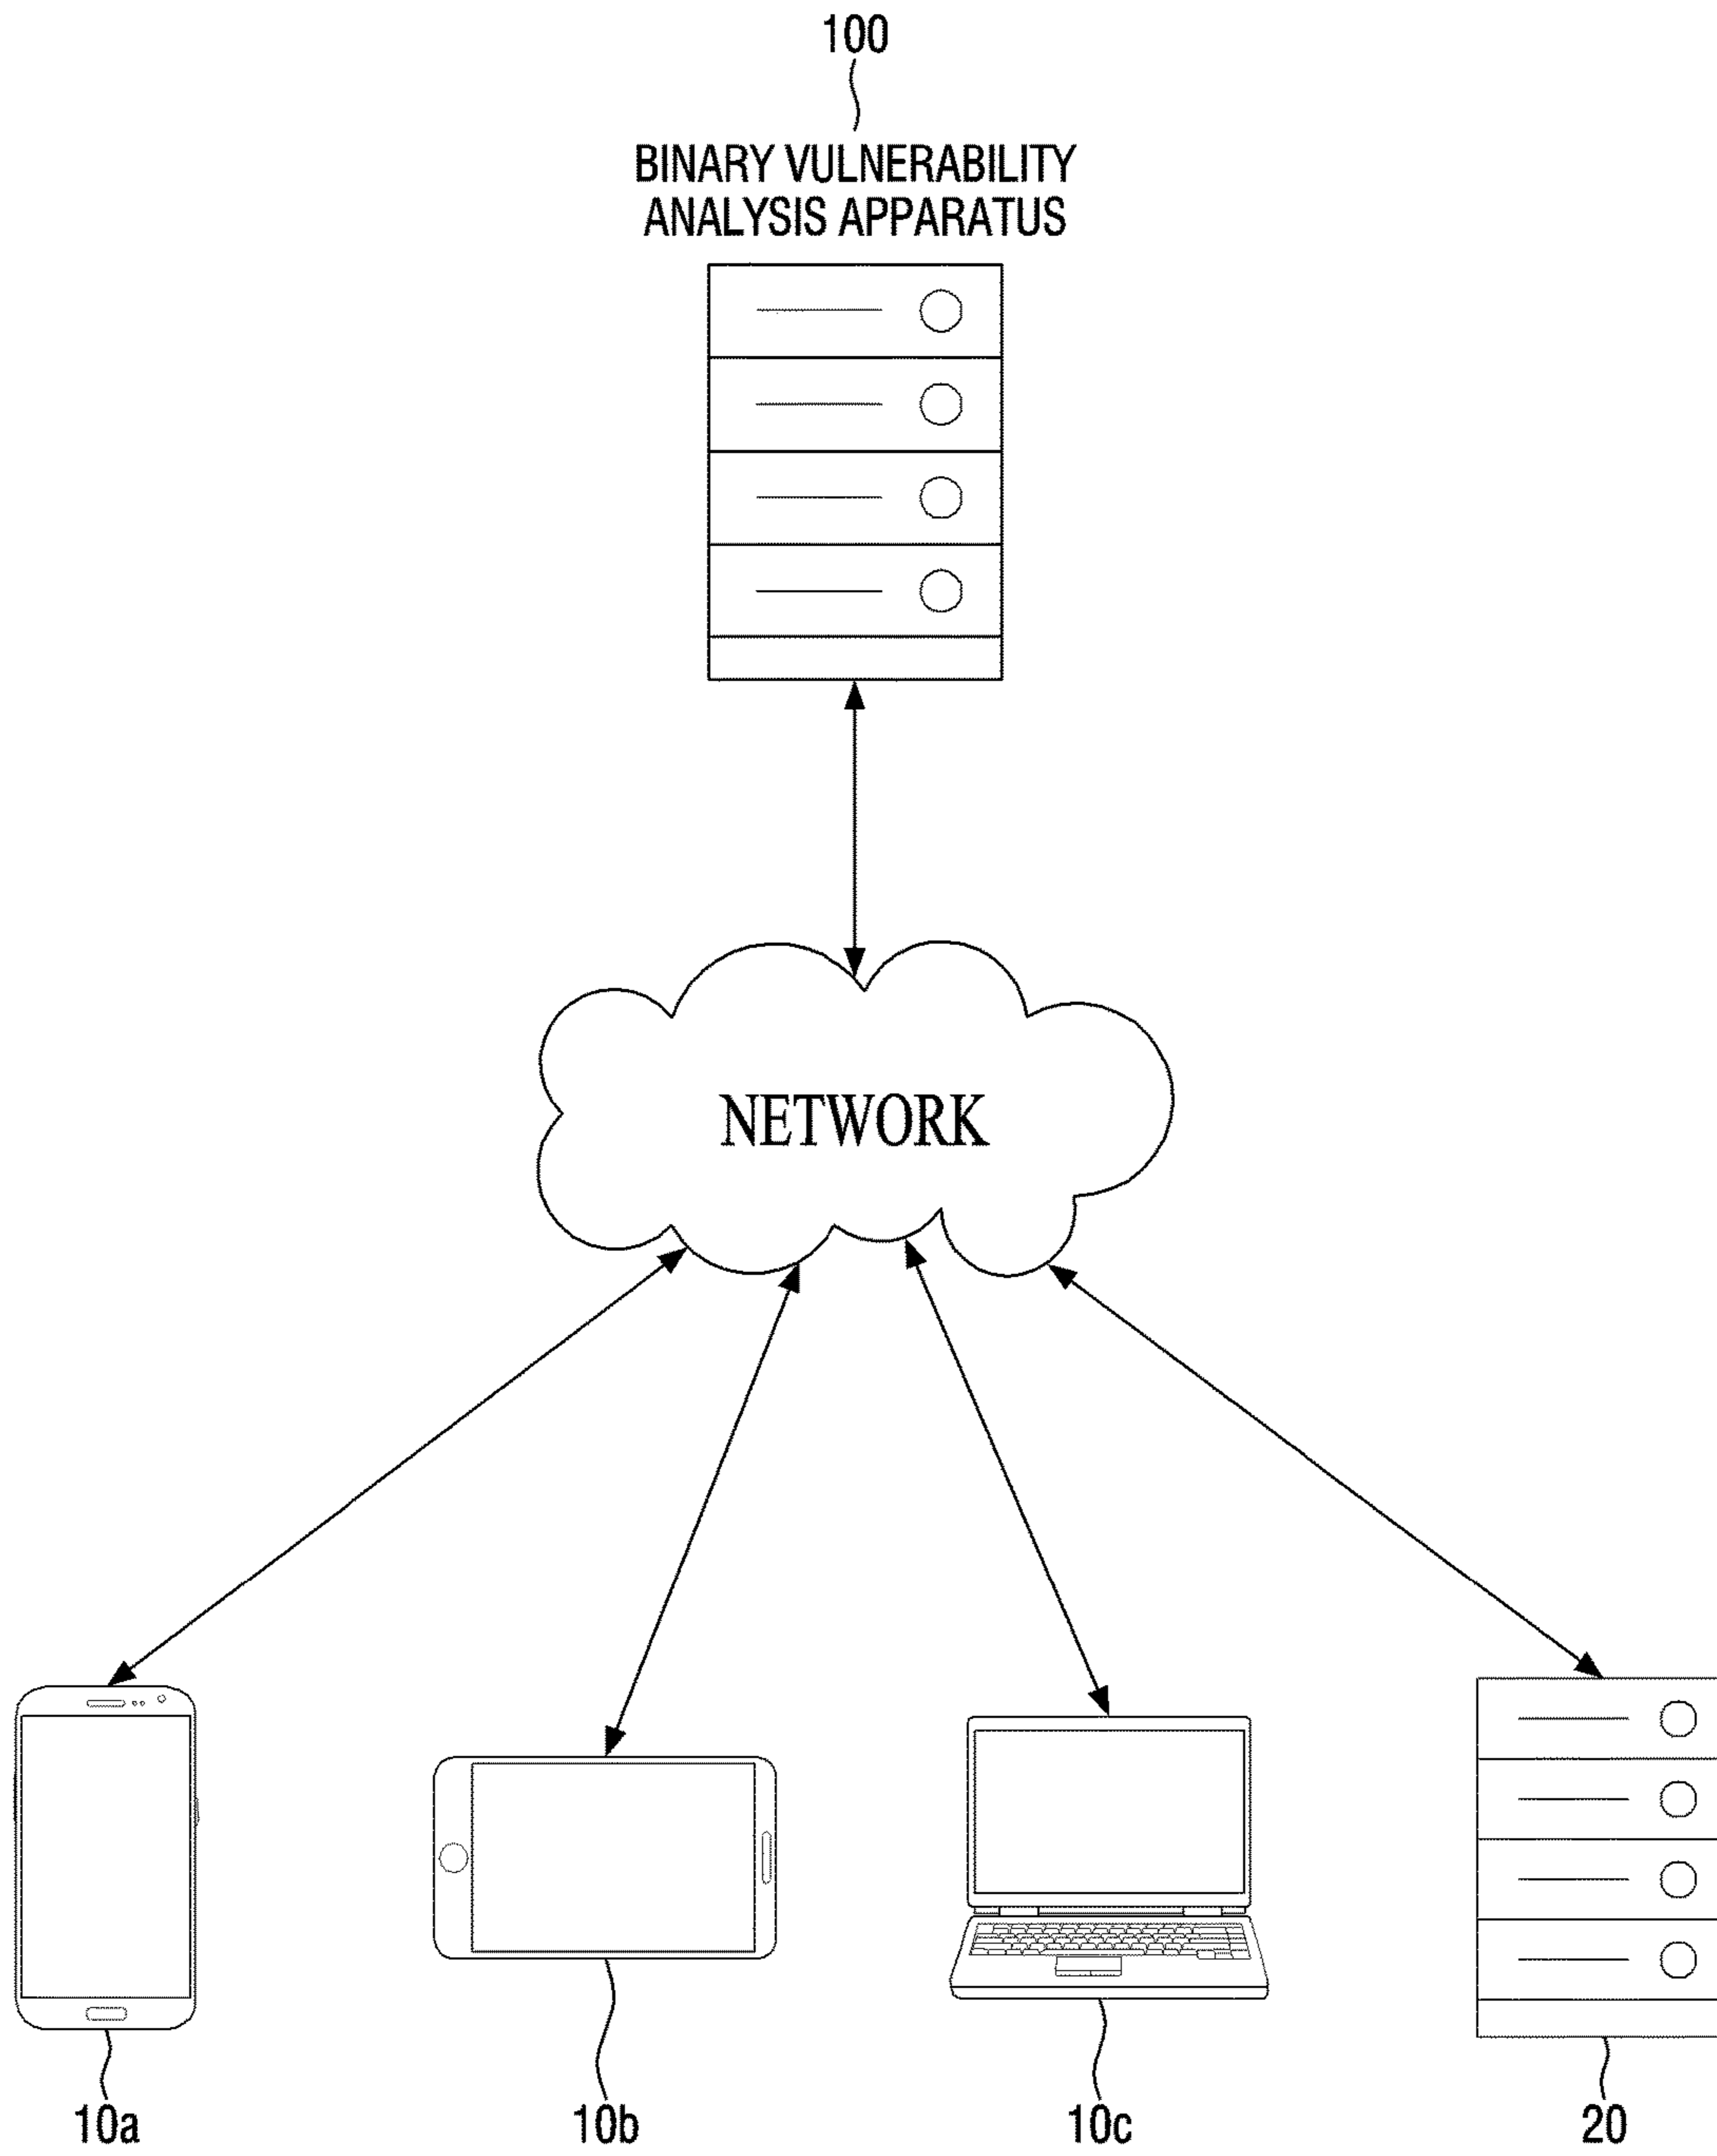 100
BINARY VULNERABILITY
ANALYSIS APPARATUS
NETWORK
10a
10b
10c
20